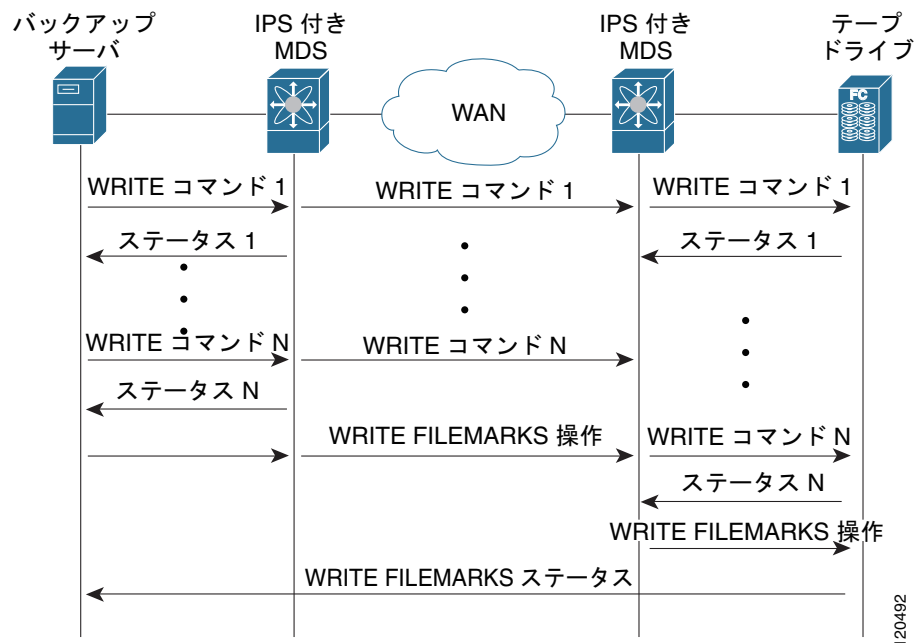 バックアップ
サーバ
IPS 付き
MDS
IPS 付き
MDS
テープ
ドライブ
FC
WAN
WRITE コマンド 1
WRITE コマンド 1
WRITE コマンド 1
ステータス 1
ステータス 1
WRITE コマンド N
WRITE コマンド N
ステータス N
WRITE FILEMARKS 操作
WRITE コマンド N
ステータス N
WRITE FILEMARKS 操作
WRITE FILEMARKS ステータス
120492